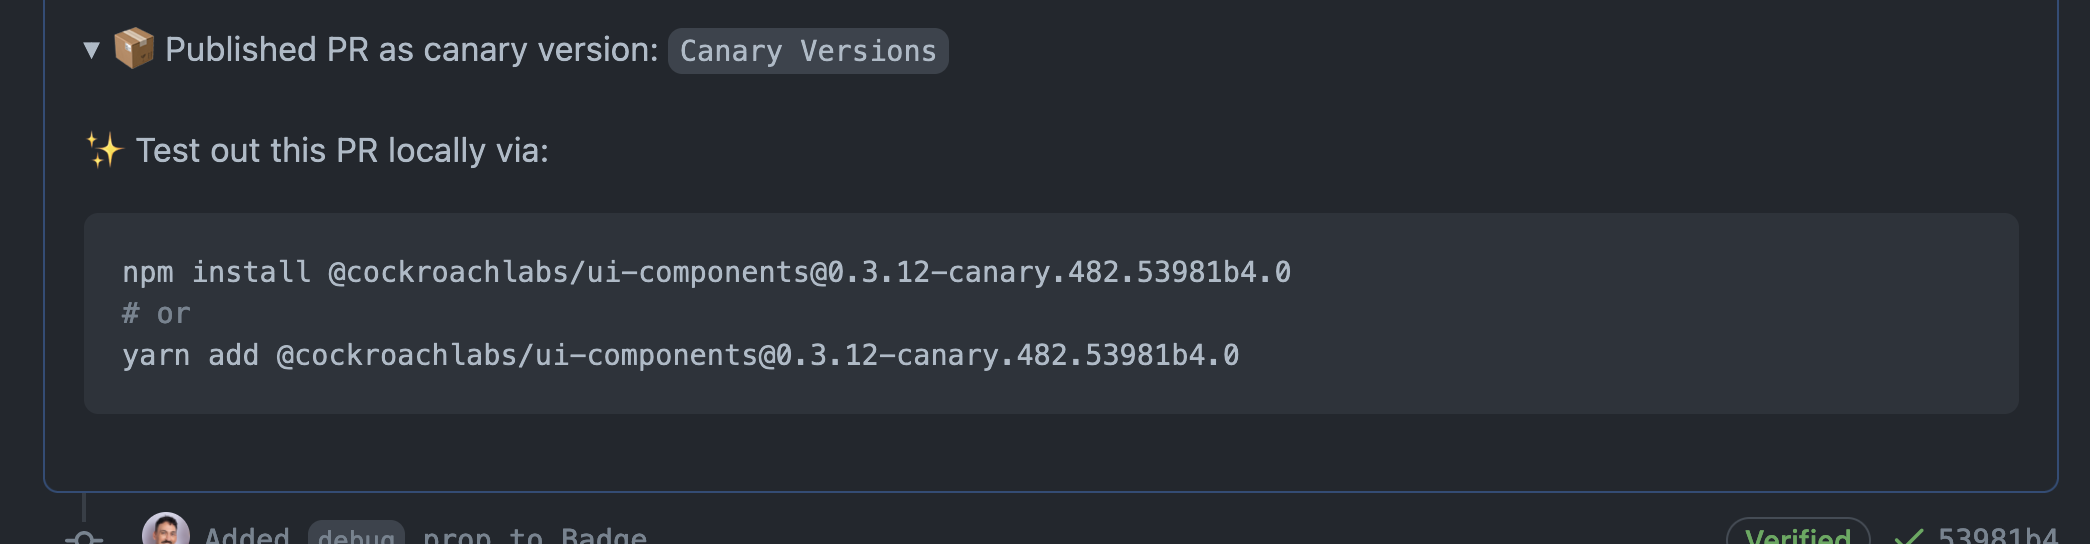 ▼ 📦 Published PR as canary version: Canary Versions
✨ Test out this PR locally via:
npm install @cockroachlabs/ui-components@0.3.12-canary.482.53981b4.0
# or
yarn add @cockroachlabs/ui-components@0.3.12-canary.482.53981b4.0
Added debug prop to Badge Verified ✓ 53981b4